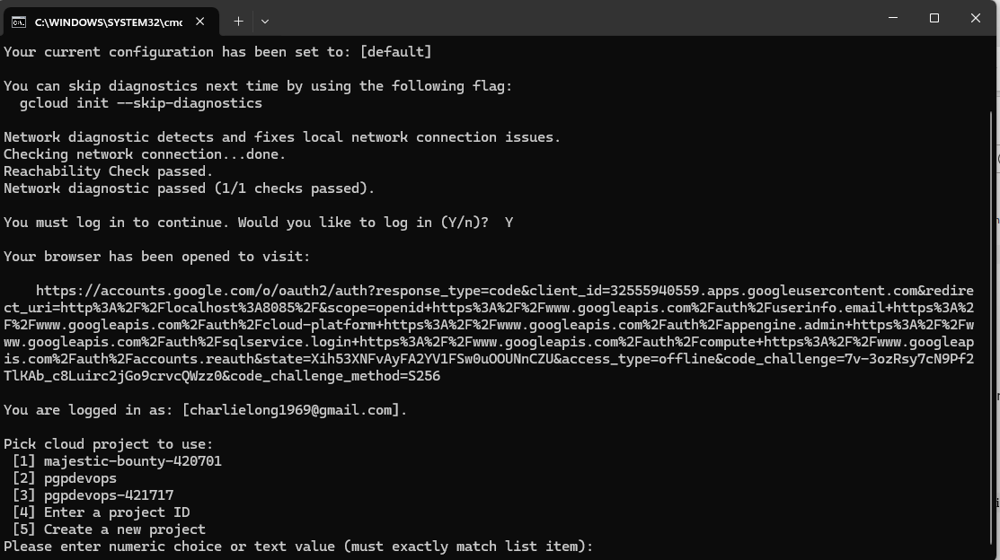 C:\WINDOWS\SYSTEM32\cmc
Your current configuration has been set to: [default]
You can skip diagnostics next time by using the following flag:
gcloud init --skip-diagnostics
Network diagnostic detects and fixes local network connection issues.
Checking network connection...done.
Reachability Check passed.
Network diagnostic passed (1/1 checks passed).
You must log in to continue. Would you like to log in (Y/n)?  Y
Your browser has been opened to visit:
https://accounts.google.com/o/oauth2/auth?response_type=code&client_id=32555940559.apps.googleusercontent.com&redire
ct_uri=http%3A%2F%2Flocalhost%3A8085%2F&scope=openid+https%3A%2F%2Fwww.googleapis.com%2Fauth%2Fuserinfo.email+https%3A%2
F%2Fwww.googleapis.com%2Fauth%2Fcloud-platform+https%3A%2F%2Fwww.googleapis.com%2Fauth%2Fappengine.admin+https%3A%2F%2Fw
ww.googleapis.com%2Fauth%2Fsqlservice.login+https%3A%2F%2Fwww.googleapis.com%2Fauth%2Fcompute+https%3A%2F%2Fwww.googleap
is.com%2Fauth%2Faccounts.reauth&state=Xih53XNFvAyFA2YV1FSw0uOOUNnCZU&access_type=offline&code_challenge=7v-3ozRsy7cN9Pf2
TlKAb_c8Luirc2jGo9crvcQWzz0&code_challenge_method=S256
You are logged in as: [charlielong1969@gmail.com].
Pick cloud project to use:
[1] majestic-bounty-420701
[2] pgpdevops
[3] pgpdevops-421717
[4] Enter a project ID
[5] Create a new project
Please enter numeric choice or text value (must exactly match list item):